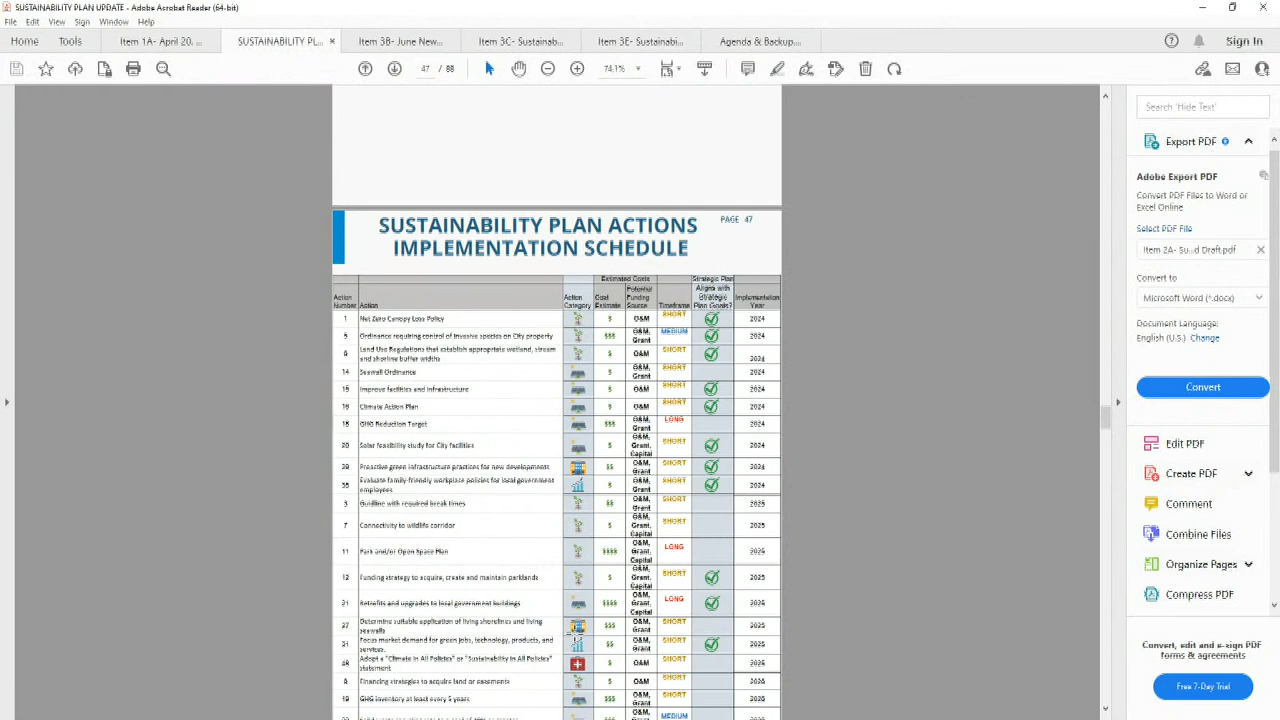 SUSTAINABILITY PLAN UPDATE - Adobe Acrobat Reader (64-bit)
File Edit View Sign Window Help
Home Tools Item 1A- April 20, ... SUSTAINABILITY PL... × Item 3B- June New... Item 3C- Sustainab... Item 3E- Sustainabi... Agenda & Backup... Sign In
47 / 88 74.1%
Search 'Hide Text'
Export PDF
Adobe Export PDF
Convert PDF Files to Word or
Excel Online
Select PDF File
Item 2A- Su...d Draft.pdf
Convert to
Microsoft Word (*.docx)
Document Language:
English (U.S.) Change
Convert
Edit PDF
Create PDF
Comment
Combine Files
Organize Pages
Compress PDF
Convert, edit and e-sign PDF
forms & agreements
Free 7-Day Trial
SUSTAINABILITY PLAN ACTIONS
IMPLEMENTATION SCHEDULE
PAGE 47
Estimated Costs Strategic Plan
Action Number Action Action Category Cost Estimate Potential Funding Source Timeframe Aligns with Strategic Plan Goals? Implementation Year
1 Net Zero Canopy Loss Policy $ O&M SHORT 2024
5 Ordinance requiring control of invasive species on City property $$$ O&M, Grant MEDIUM 2024
Land Use Regulations that establish appropriate wetland, stream and shorline buffer widths $ O&M SHORT 2024
14 Seawall Ordinance $ O&M, Grant SHORT 2024
15 Improve facilities and infrastructure $ O&M SHORT 2024
16 Climate Action Plan $ O&M SHORT 2024
18 GHG Reduction Target $$$ O&M, Grant LONG 2024
20 Solar feasibility study for City facilities $ O&M, Grant, Capital SHORT 2024
Proactive green infrastructure practices for new developments $$ O&M, Grant SHORT 2024
Evaluate family-friendly workplace policies for local government employees $ O&M, Grant SHORT 2024
3 Guidline with required break times $$ O&M, Grant SHORT 2025
7 Connectivity to wildlife corridor $ O&M, Grant, Capital SHORT 2025
11 Park and/or Open Space Plan $$$$ O&M, Grant, Capital LONG 2025
12 Funding strategy to acquire, create and maintain parklands $ O&M, Grant, Capital SHORT 2025
21 Retrofits and upgrades to local government buildings $$$$ O&M, Grant, Capital LONG 2025
Determine suitable application of living shorelines and living seawalls $$$ O&M, Grant SHORT 2025
Focus market demand for green jobs, technology, products, and services. $$ O&M, Grant SHORT 2025
Adopt a "Climate in All Policies" or "Sustainability in All Policies" statement $ O&M SHORT 2025
Financing strategies to acquire land or easements $ O&M SHORT 2026
19 GHG inventory at least every 5 years $$$ O&M, Grant SHORT 2026
O&M, MEDIUM